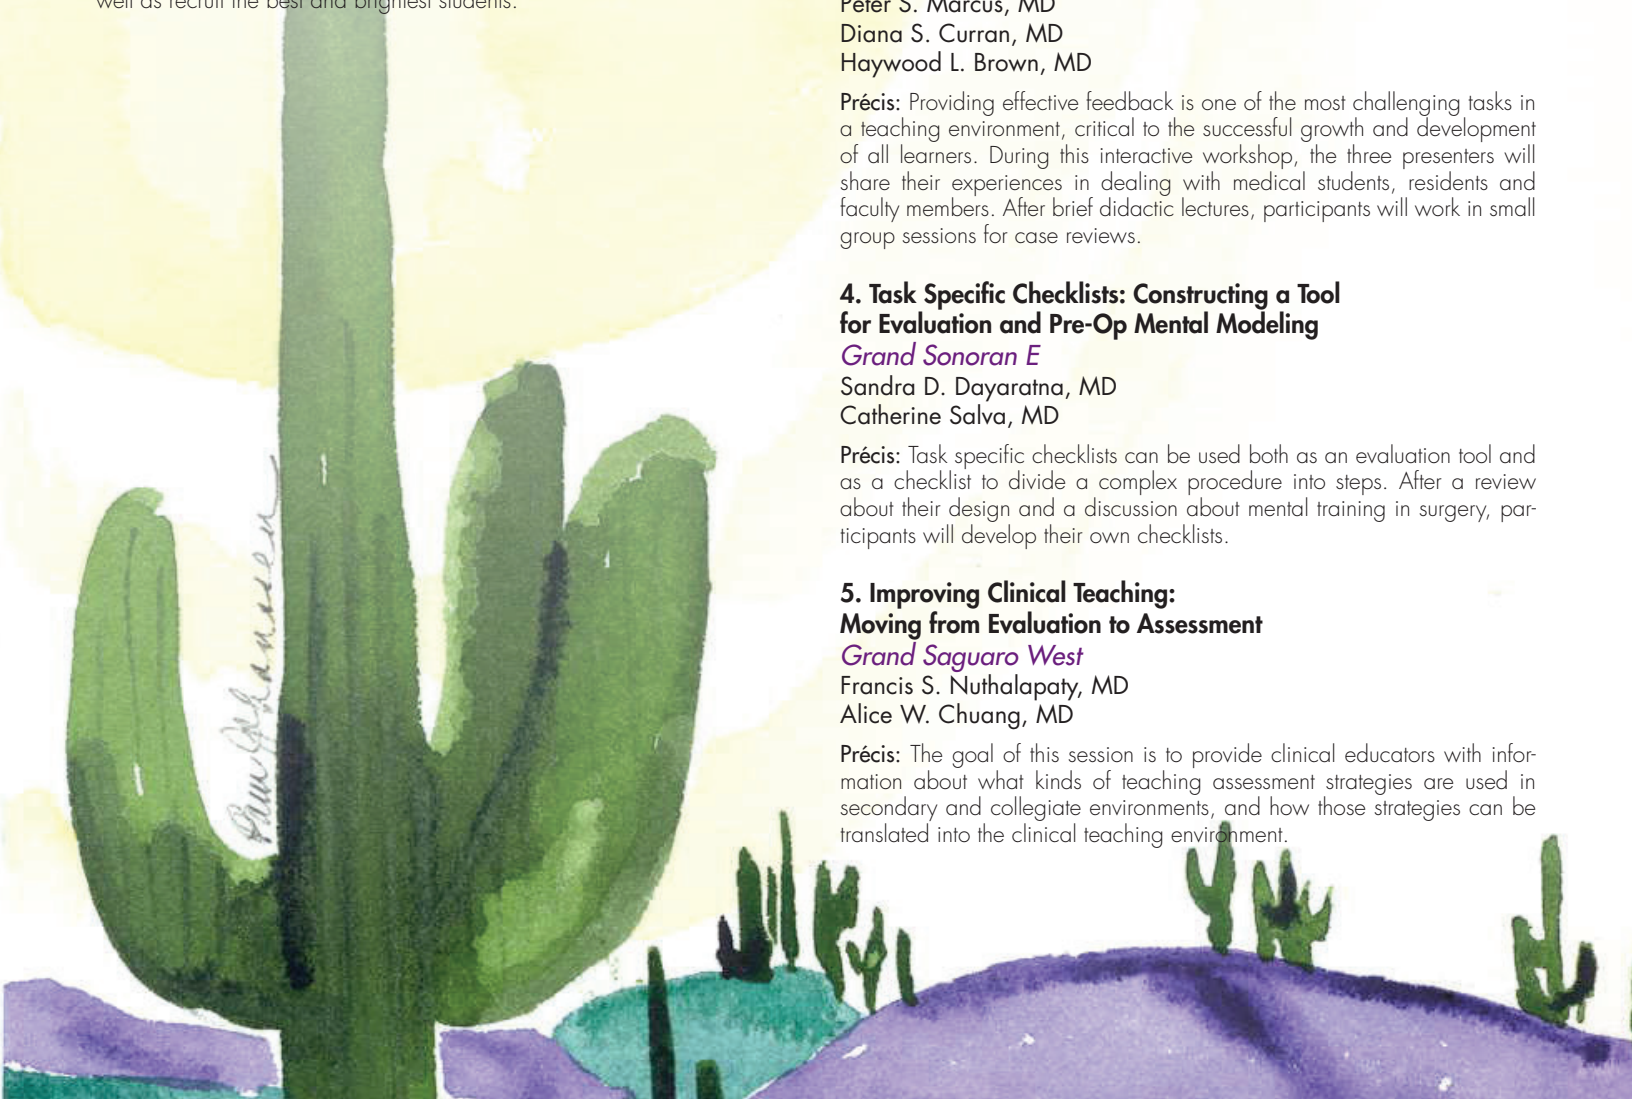 well as recruit the best and brightest students.
Peter S. Marcus, MD
Diana S. Curran, MD
Haywood L. Brown, MD
Précis: Providing effective feedback is one of the most challenging tasks in
a teaching environment, critical to the successful growth and development
of all learners. During this interactive workshop, the three presenters will
share their experiences in dealing with medical students, residents and
faculty members. After brief didactic lectures, participants will work in small
group sessions for case reviews.
4. Task Specific Checklists: Constructing a Tool
for Evaluation and Pre-Op Mental Modeling
Grand Sonoran E
Sandra D. Dayaratna, MD
Catherine Salva, MD
Précis: Task specific checklists can be used both as an evaluation tool and
as a checklist to divide a complex procedure into steps. After a review
about their design and a discussion about mental training in surgery, par-
ticipants will develop their own checklists.
5. Improving Clinical Teaching:
Moving from Evaluation to Assessment
Grand Saguaro West
Francis S. Nuthalapaty, MD
Alice W. Chuang, MD
Précis: The goal of this session is to provide clinical educators with infor-
mation about what kinds of teaching assessment strategies are used in
secondary and collegiate environments, and how those strategies can be
translated into the clinical teaching environment.